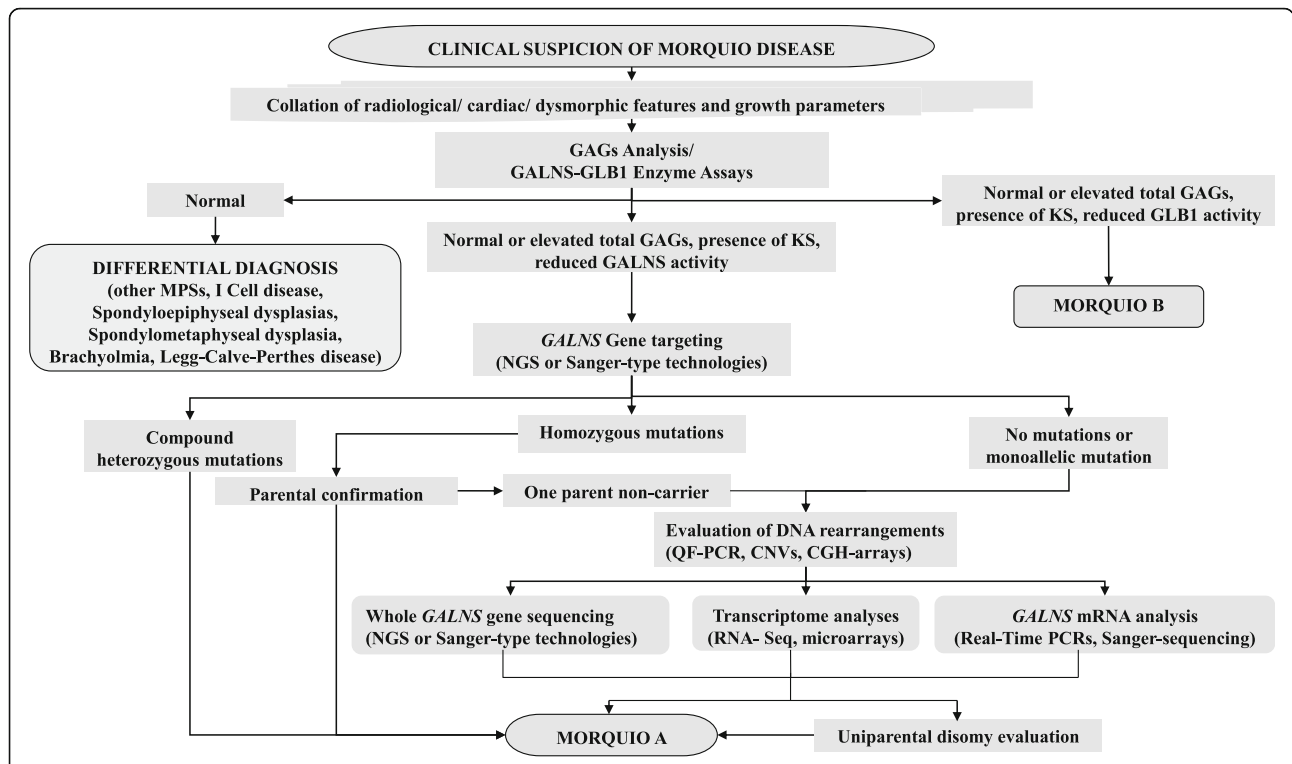 CLINICAL SUSPICION OF MORQUIO DISEASE
Collation of radiological/ cardiac/ dysmorphic features and growth parameters
GAGs Analysis/
GALNS-GLB1 Enzyme Assays
Normal
Normal or elevated total GAGs,
presence of KS, reduced GLB1 activity
Normal or elevated total GAGs, presence of KS,
reduced GALNS activity
DIFFERENTIAL DIAGNOSIS
(other MPSs, I Cell disease,
Spondyloepiphyseal dysplasias,
Spondylometaphyseal dysplasia,
Brachyolmia, Legg-Calve-Perthes disease)
MORQUIO B
GALNS Gene targeting
(NGS or Sanger-type technologies)
Compound
heterozygous mutations
Homozygous mutations
No mutations or
monoallelic mutation
Parental confirmation
One parent non-carrier
Evaluation of DNA rearrangements
(QF-PCR, CNVs, CGH-arrays)
Whole GALNS gene sequencing
(NGS or Sanger-type technologies)
Transcriptome analyses
(RNA- Seq, microarrays)
GALNS mRNA analysis
(Real-Time PCRs, Sanger-sequencing)
MORQUIO A
Uniparental disomy evaluation